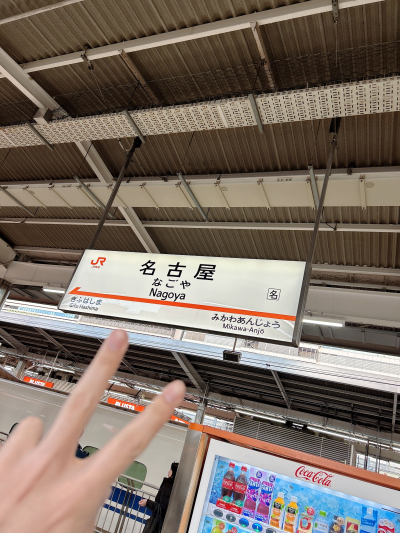 JR
名古屋
なごや
Nagoya
名
ぎふはしま
Gifu-Hashima
みかわあんじょう
Mikawa-Anjō
Coca-Cola